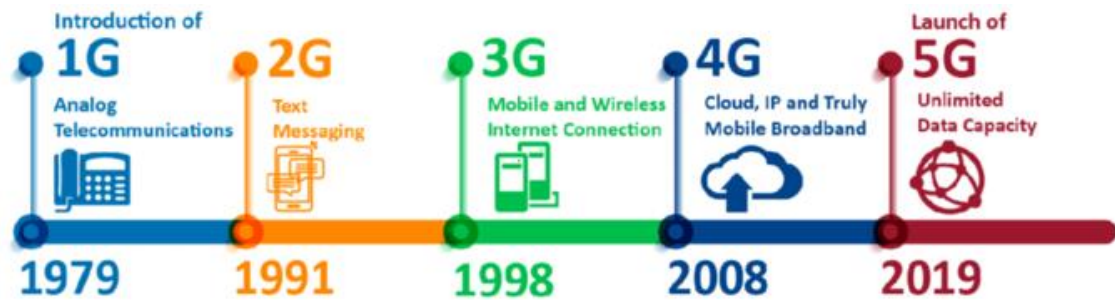 Introduction of
1G
Analog
Telecommunications
1979
2G
Text
Messaging
1991
3G
Mobile and Wireless
Internet Connection
1998
4G
Cloud, IP and Truly
Mobile Broadband
2008
Launch of
5G
Unlimited
Data Capacity
2019